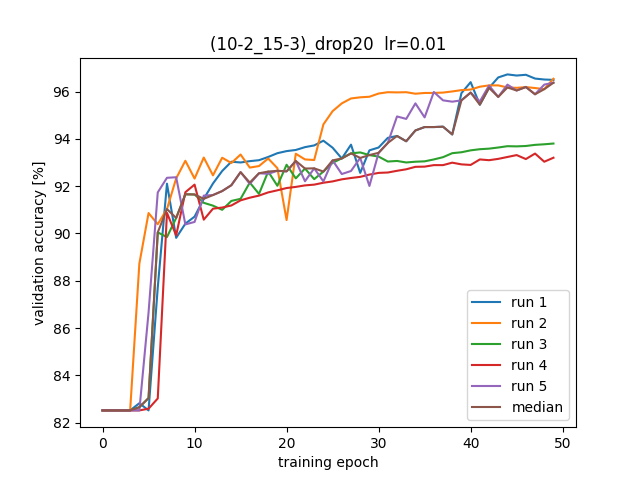 (10-2_15-3)_drop20  lr=0.01
validation accuracy [%]
96
94
92
90
88
86
84
82
0
10
20
30
40
50
training epoch
run 1
run 2
run 3
run 4
run 5
median